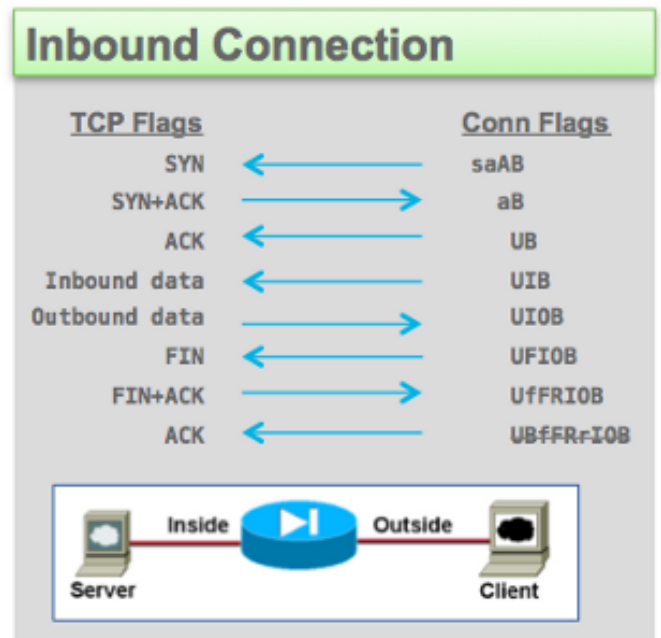 Inbound Connection
TCP Flags Conn Flags
SYN saAB
SYN+ACK aB
ACK UB
Inbound data UIB
Outbound data UIOB
FIN UFIOB
FIN+ACK UfFRIOB
ACK UBfFRrIOB
Inside Outside
Server Client